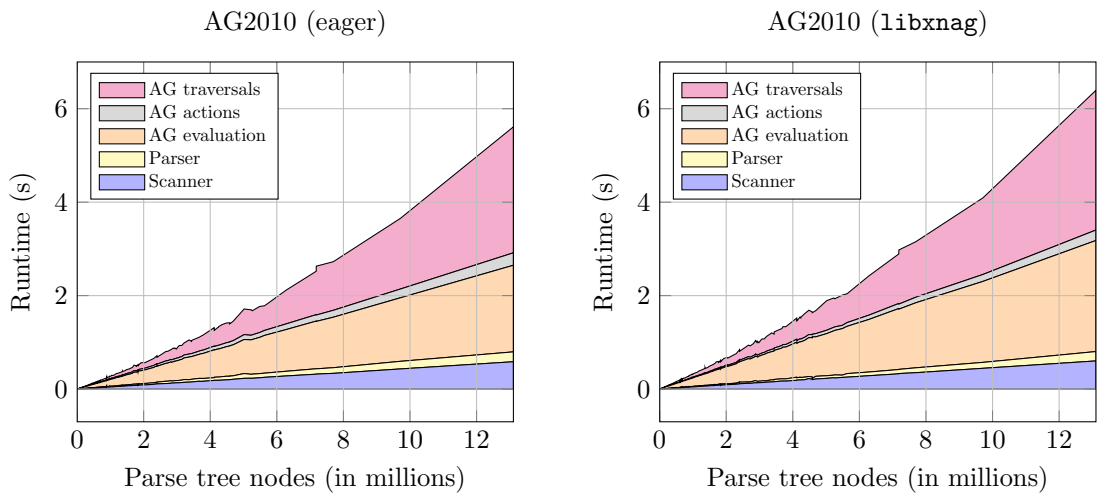 AG2010 (eager)
AG traversals
AG actions
AG evaluation
Parser
Scanner
6
4
2
0
Runtime (s)
0 2 4 6 8 10 12
Parse tree nodes (in millions)
AG2010 (libxnag)
AG traversals
AG actions
AG evaluation
Parser
Scanner
6
4
2
0
Runtime (s)
0 2 4 6 8 10 12
Parse tree nodes (in millions)